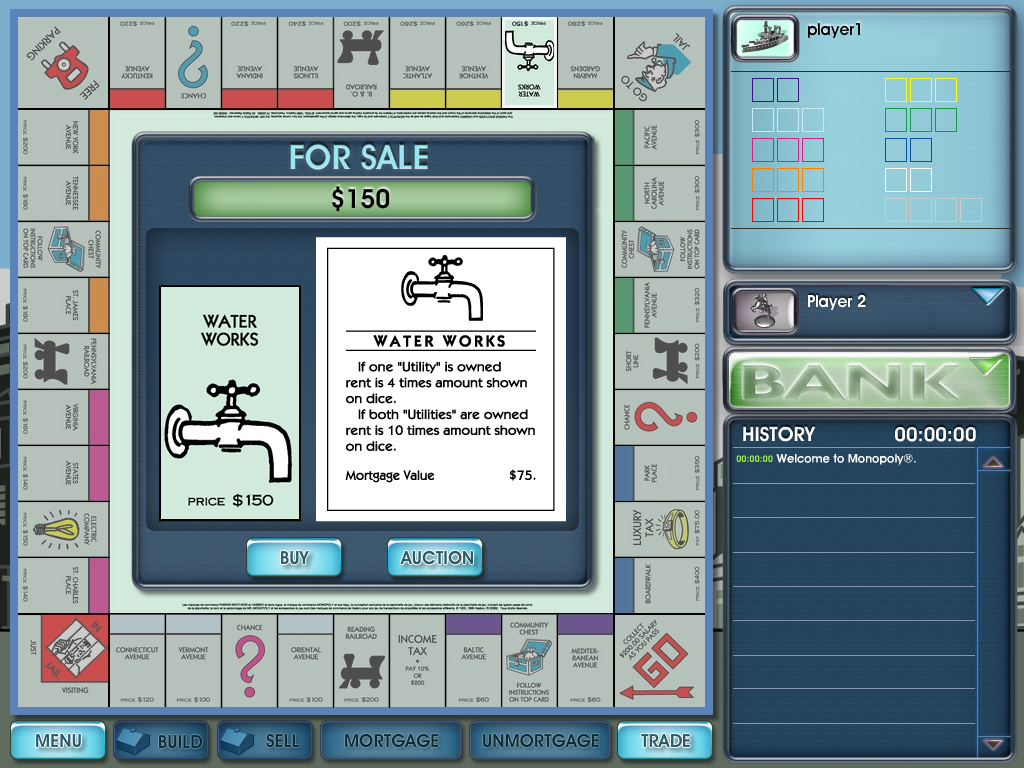 FREE
PARKING
KENTUCKY
AVENUE
PRICE $220
CHANCE
INDIANA
AVENUE
PRICE $220
ILLINOIS
AVENUE
PRICE $240
B. & O.
RAILROAD
PRICE $200
ATLANTIC
AVENUE
PRICE $260
VENTNOR
AVENUE
PRICE $260
WATER
WORKS
PRICE $150
MARVIN
GARDENS
PRICE $280
GO TO
JAIL
NEW YORK
AVENUE
PRICE $200
TENNESSEE
AVENUE
PRICE $180
COMMUNITY
CHEST
FOLLOW
INSTRUCTIONS
ON TOP CARD
ST. JAMES
PLACE
PRICE $180
PENNSYLVANIA
RAILROAD
PRICE $200
VIRGINIA
AVENUE
PRICE $160
STATES
AVENUE
PRICE $140
ELECTRIC
COMPANY
PRICE $150
ST. CHARLES
PLACE
PRICE $140
FOR SALE
$150
WATER
WORKS
PRICE $150
WATER WORKS
If one "Utility" is owned
rent is 4 times amount shown
on dice.
If both "Utilities" are owned
rent is 10 times amount shown
on dice.
Mortgage Value $75.
BUY
AUCTION
PACIFIC
AVENUE
PRICE $300
NORTH
CAROLINA
AVENUE
PRICE $300
COMMUNITY
CHEST
FOLLOW
INSTRUCTIONS
ON TOP CARD
PENNSYLVANIA
AVENUE
PRICE $320
SHORT
LINE
PRICE $200
CHANCE
PARK
PLACE
PRICE $350
LUXURY
TAX
PAY $75.00
BOARDWALK
PRICE $400
JUST
IN
JAIL
VISITING
CONNECTICUT
AVENUE
PRICE $120
VERMONT
AVENUE
PRICE $100
CHANCE
ORIENTAL
AVENUE
PRICE $100
READING
RAILROAD
PRICE $200
INCOME
TAX
PAY 10%
OR
$200
BALTIC
AVENUE
PRICE $60
COMMUNITY
CHEST
FOLLOW
INSTRUCTIONS
ON TOP CARD
MEDITER-
RANEAN
AVENUE
PRICE $60
COLLECT
$200.00 SALARY
AS YOU PASS
GO
MENU
BUILD
SELL
MORTGAGE
UNMORTGAGE
TRADE
player1
Player 2
BANK
HISTORY 00:00:00
00:00:00 Welcome to Monopoly®.